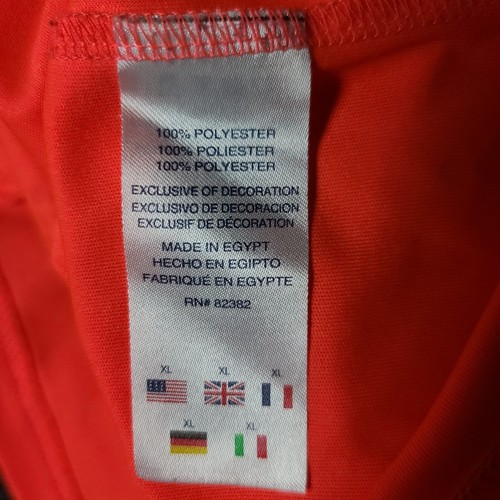 100% POLYESTER
100% POLIESTER
100% POLYESTER
EXCLUSIVE OF DECORATION
EXCLUSIVO DE DECORACION
EXCLUSIF DE DÉCORATION
MADE IN EGYPT
HECHO EN EGIPTO
FABRIQUÉ EN EGYPTE
RN# 82382
XL XL XL
XL XL